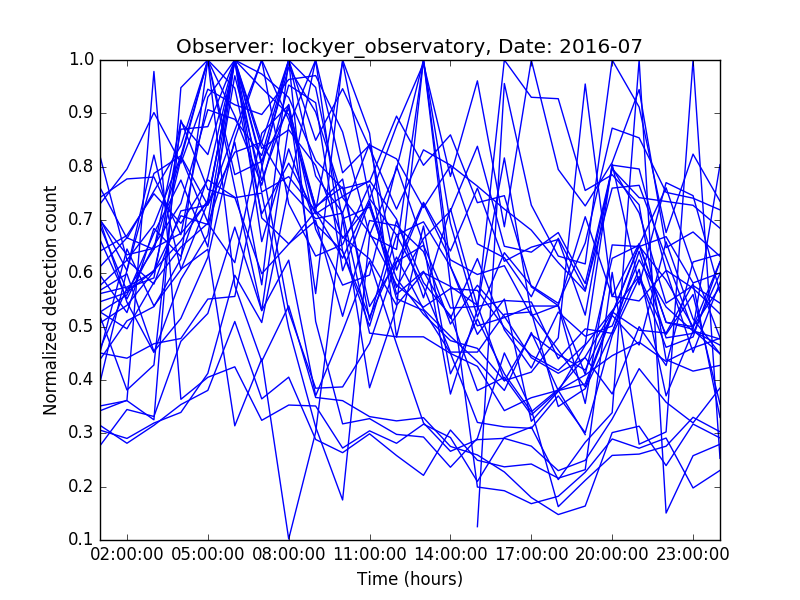 Observer: lockyer_observatory, Date: 2016-07
1.0
0.9
0.8
0.7
0.6
0.5
0.4
0.3
0.2
0.1
Normalized detection count
02:00:00 05:00:00 08:00:00 11:00:00 14:00:00 17:00:00 20:00:00 23:00:00
Time (hours)